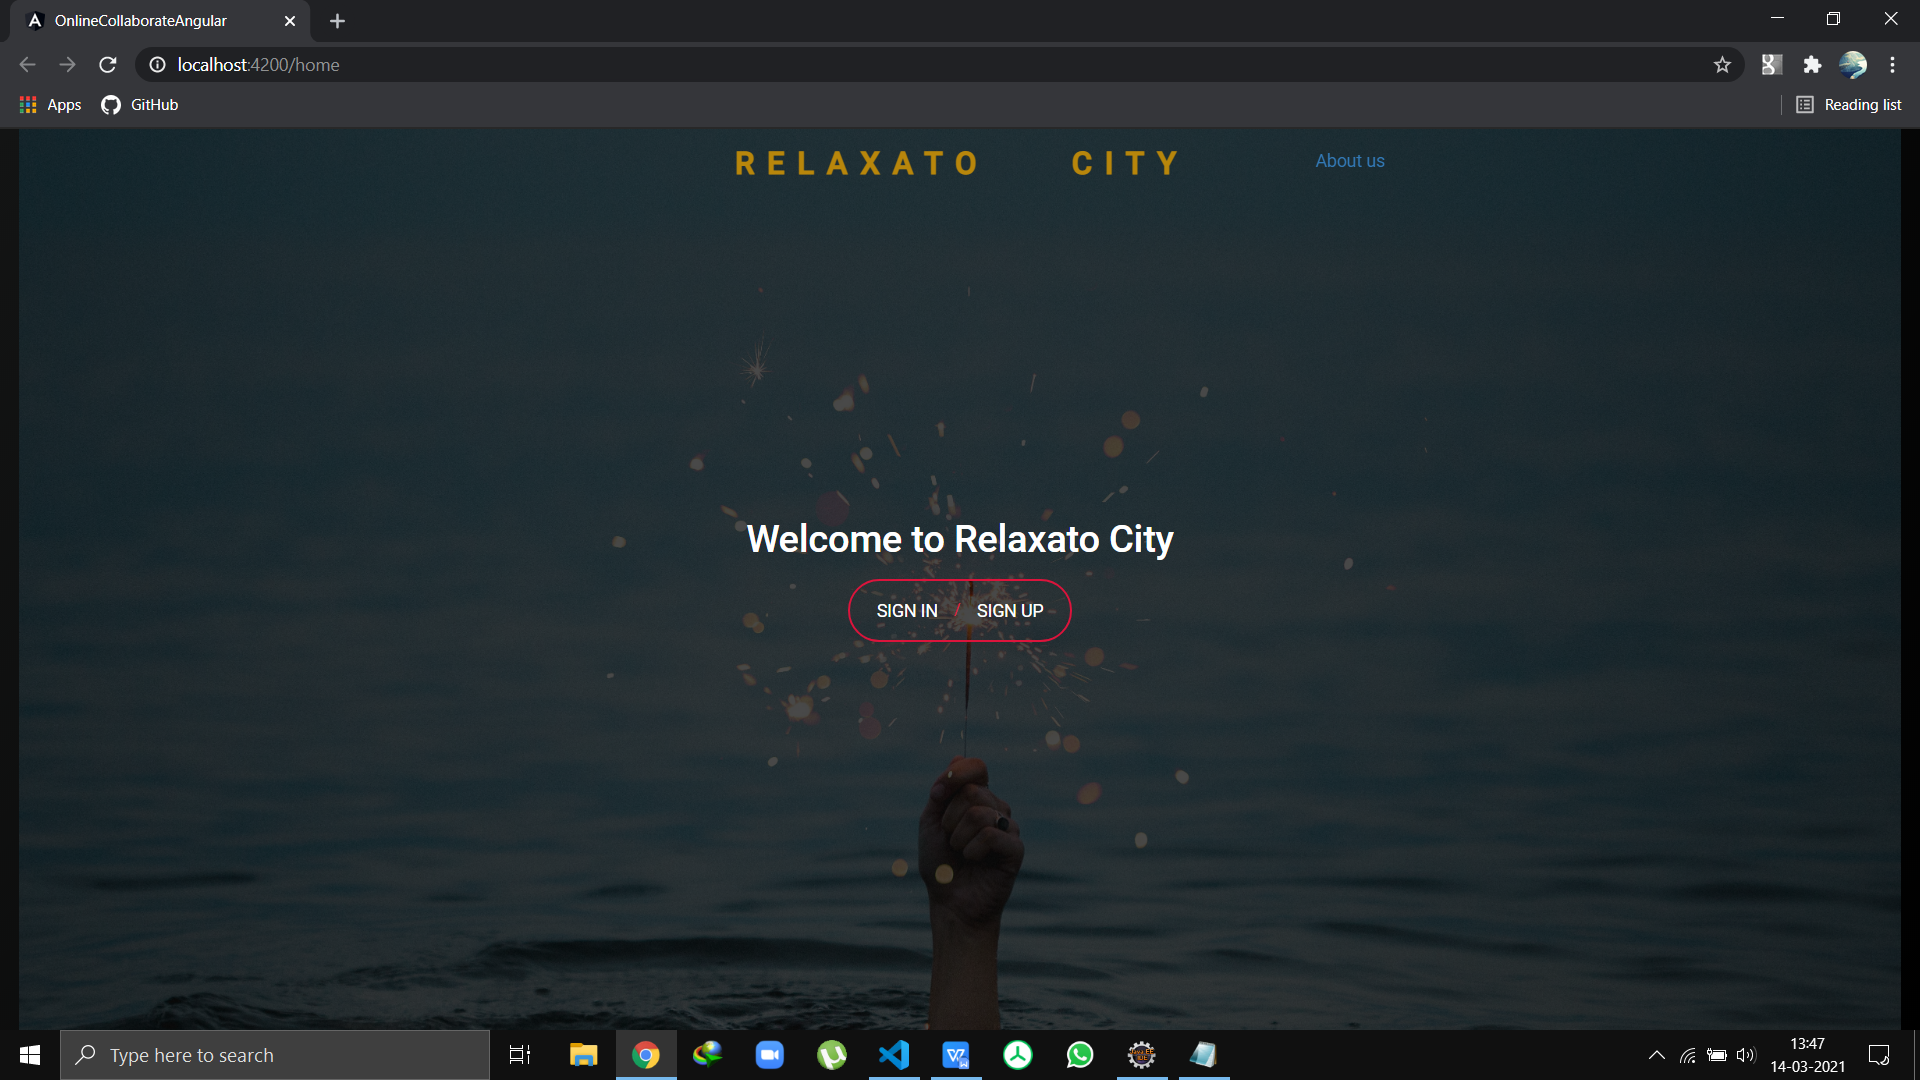 OnlineCollaborateAngular
localhost:4200/home
Apps
GitHub
Reading list
RELAXATO CITY
About us
Welcome to Relaxato City
SIGN IN / SIGN UP
Type here to search
13:47
14-03-2021